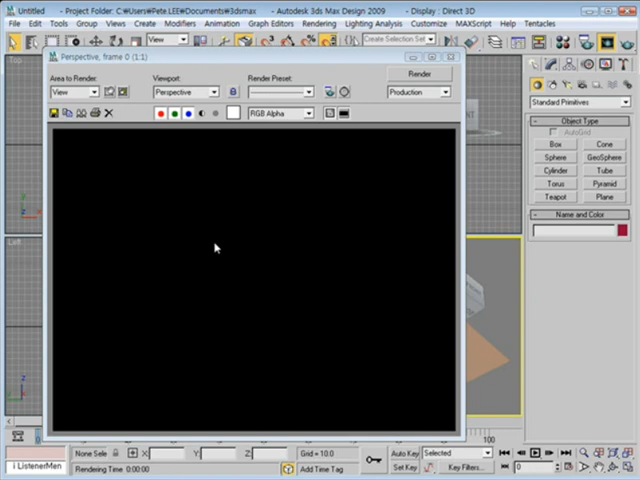 Untitled - Project Folder: C:￦Users￦Pete.LEE￦Documents￦3dsmax - Autodesk 3ds Max Design 2009 - Display : Direct 3D
File Edit Tools Group Views Create Modifiers Animation Graph Editors Rendering Lighting Analysis Customize MAXScript Help Tentacles
View Create Selection Set
Perspective, frame 0 (1:1)
Area to Render: Viewport: Render Preset: Render
View Perspective Production
RGB Alpha
Top
Left
Standard Primitives
- Object Type
AutoGrid
Box Cone
Sphere GeoSphere
Cylinder Tube
Torus Pyramid
Teapot Plane
- Name and Color
z
x
z
y
0 100
None Sele X: Y: Z: Grid = 10.0 Auto Key Selected
i ListenerMen Rendering Time 0:00:00 Add Time Tag Set Key Key Filters... 0